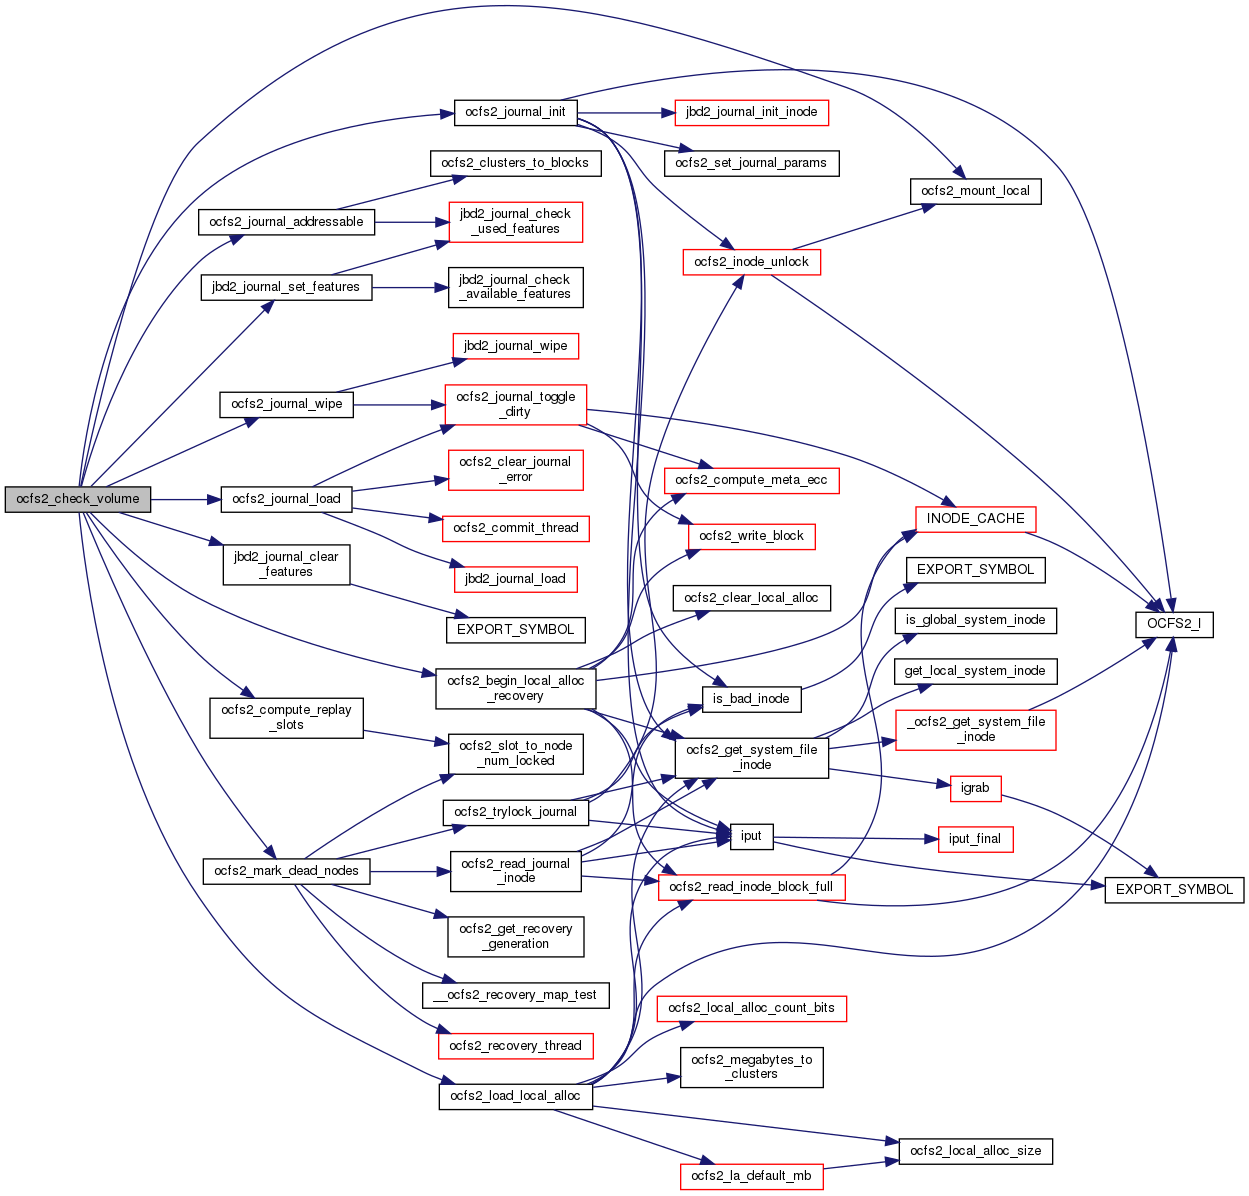 ocfs2_check_volume
ocfs2_journal_init
ocfs2_clusters_to_blocks
ocfs2_journal_addressable
jbd2_journal_check
_used_features
jbd2_journal_set_features
jbd2_journal_check
_available_features
jbd2_journal_wipe
ocfs2_journal_wipe
ocfs2_journal_toggle
_dirty
ocfs2_clear_journal
_error
ocfs2_journal_load
ocfs2_commit_thread
jbd2_journal_clear
_features
jbd2_journal_load
EXPORT_SYMBOL
ocfs2_begin_local_alloc
_recovery
ocfs2_compute_replay
_slots
ocfs2_slot_to_node
_num_locked
ocfs2_trylock_journal
ocfs2_mark_dead_nodes
ocfs2_read_journal
_inode
ocfs2_get_recovery
_generation
__ocfs2_recovery_map_test
ocfs2_recovery_thread
ocfs2_load_local_alloc
jbd2_journal_init_inode
ocfs2_set_journal_params
ocfs2_mount_local
ocfs2_inode_unlock
ocfs2_compute_meta_ecc
ocfs2_write_block
INODE_CACHE
EXPORT_SYMBOL
ocfs2_clear_local_alloc
is_global_system_inode
OCFS2_I
get_local_system_inode
is_bad_inode
_ocfs2_get_system_file
_inode
ocfs2_get_system_file
_inode
igrab
iput
iput_final
ocfs2_read_inode_block_full
EXPORT_SYMBOL
ocfs2_local_alloc_count_bits
ocfs2_megabytes_to
_clusters
ocfs2_local_alloc_size
ocfs2_la_default_mb